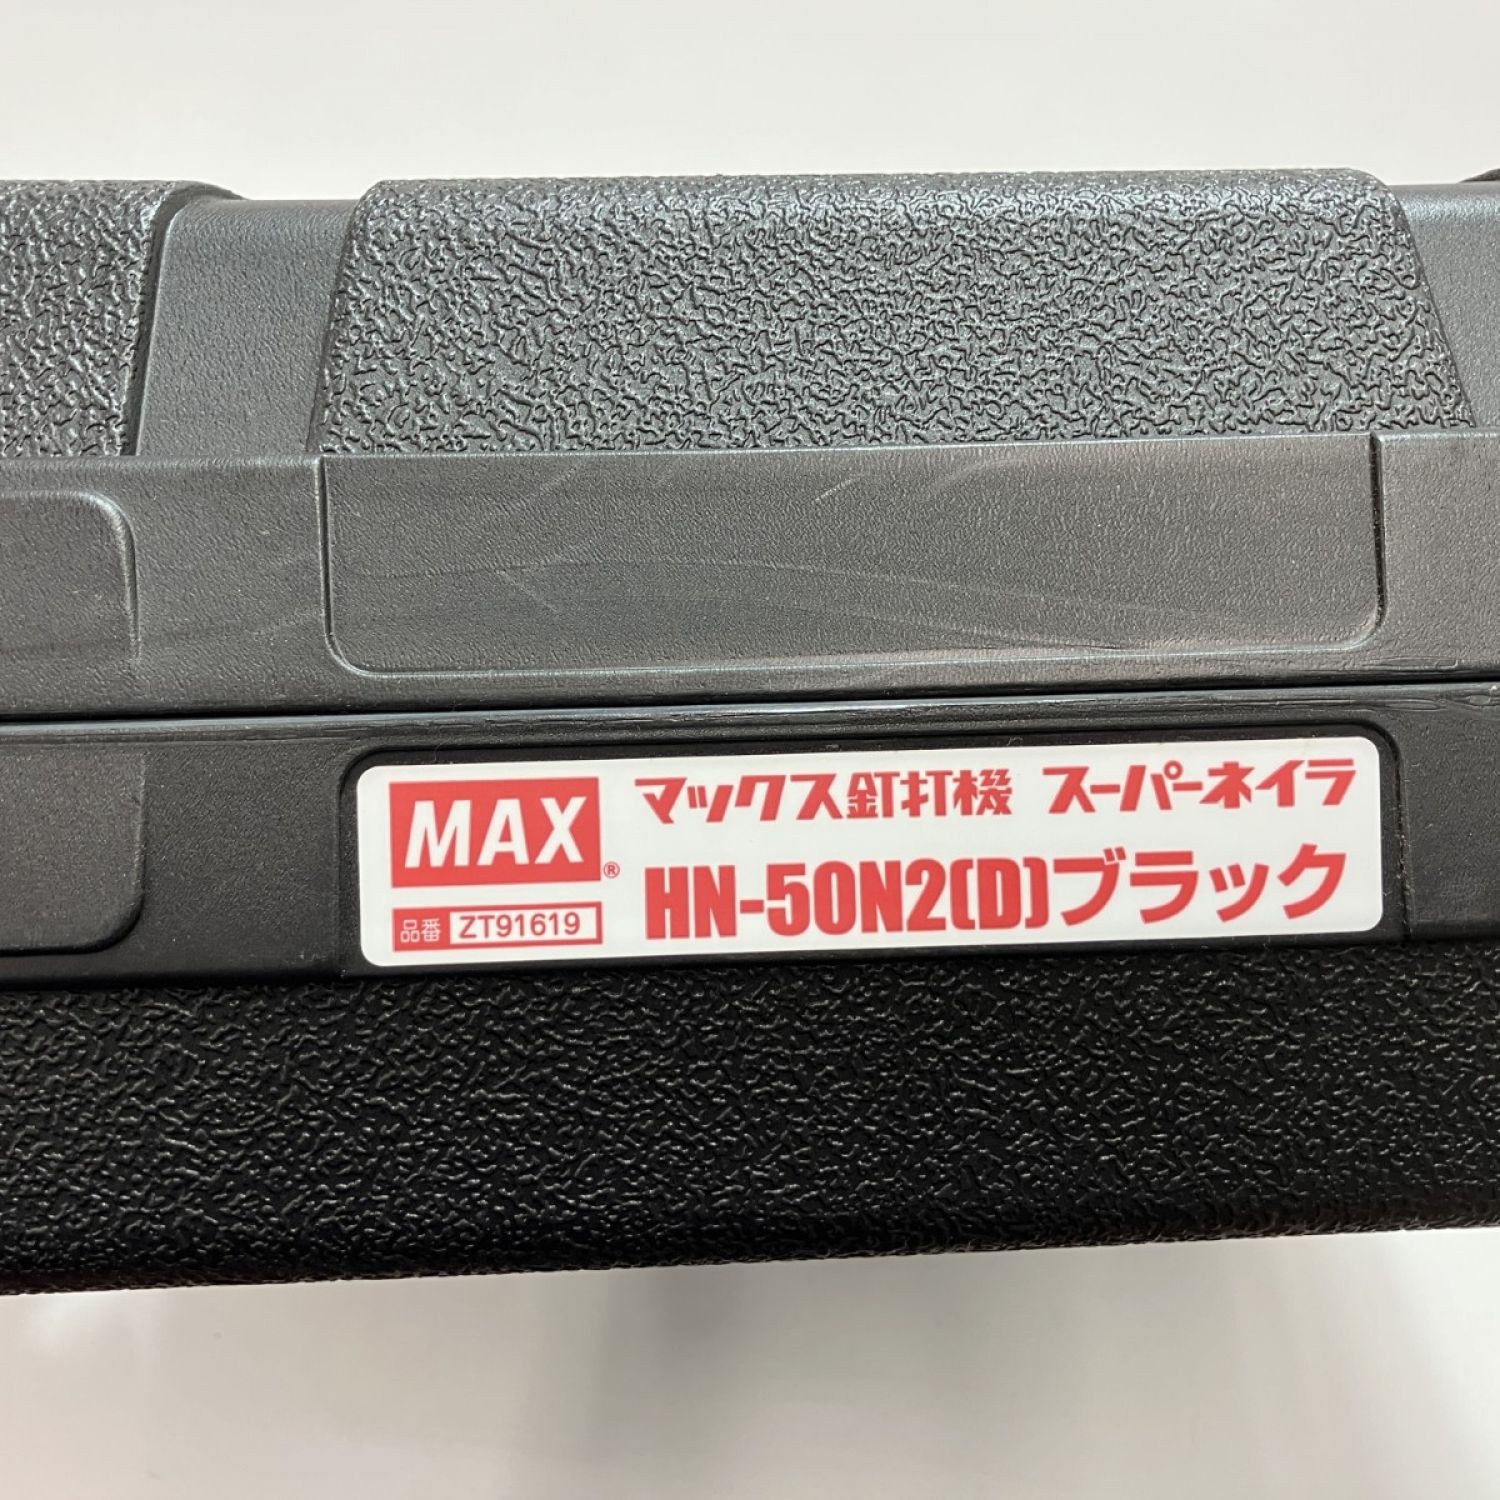 MAX®
マックス釘打機 スーパーネイラ
HN-50N2(D)ブラック
品番 ZT91619